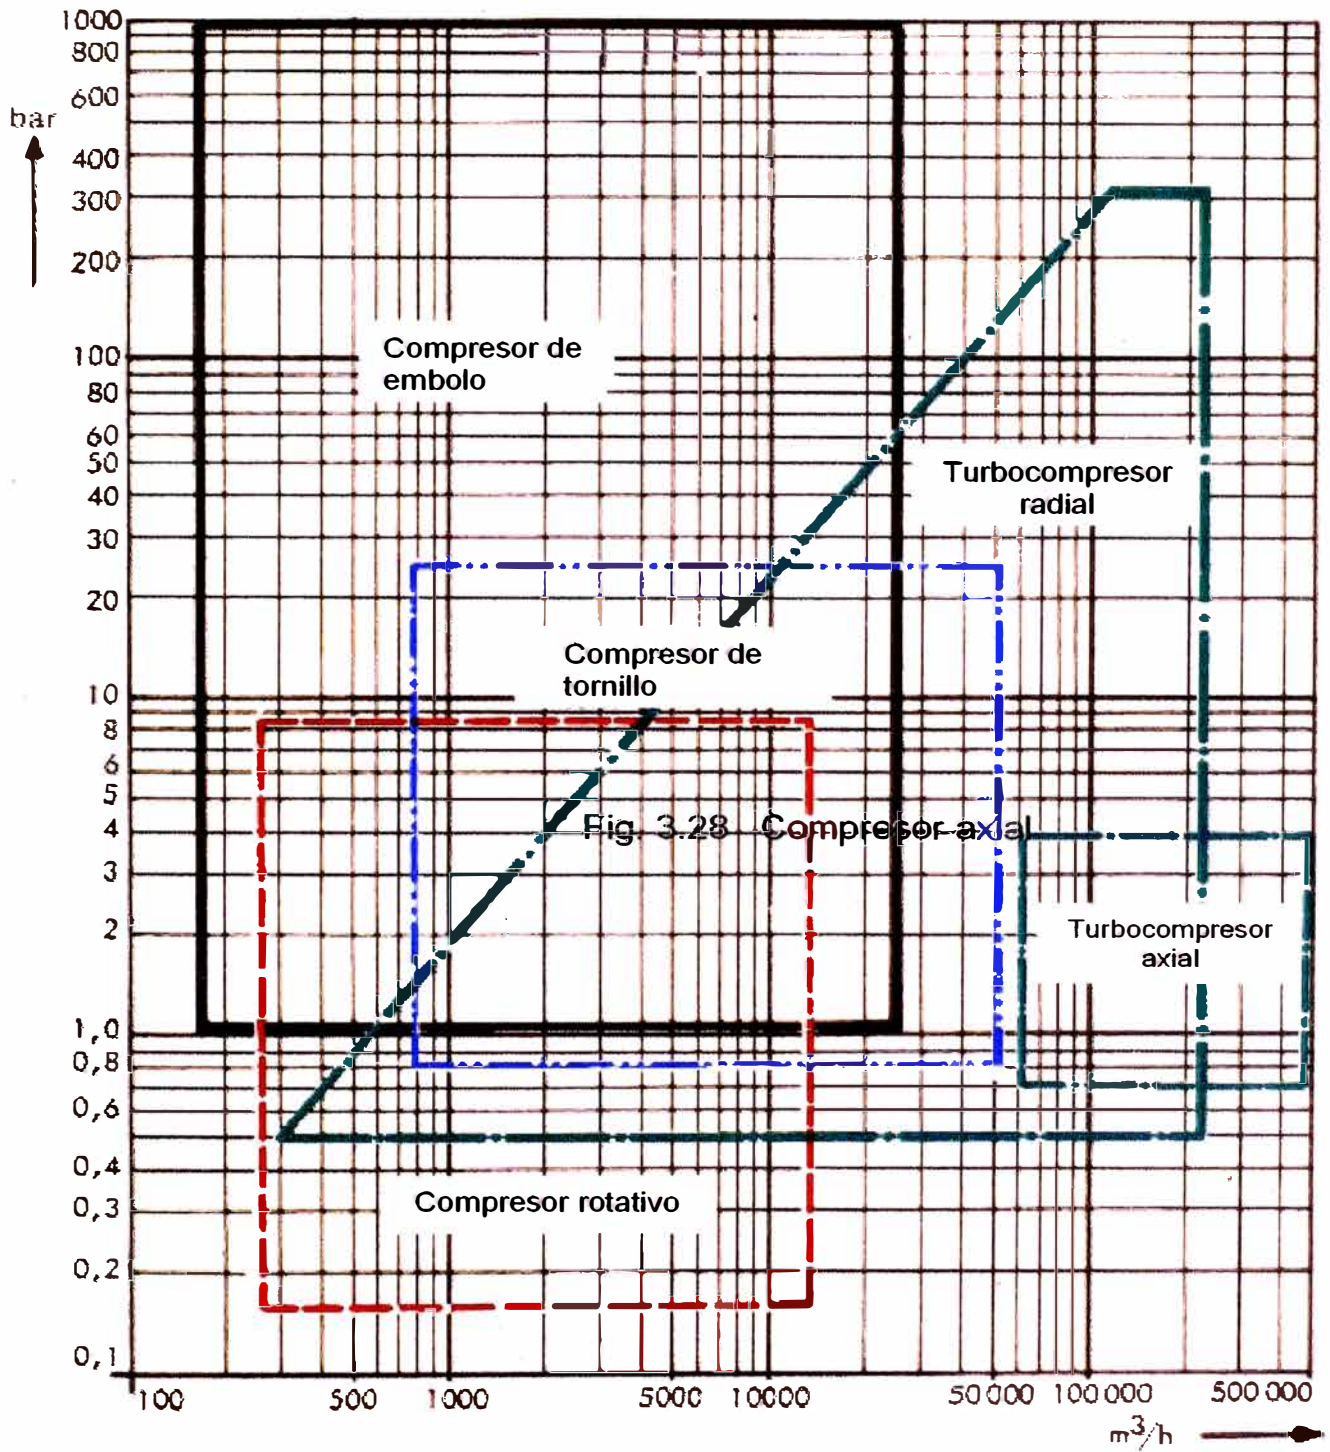 1000
800
600
bar
400
300
200
Compresor de
embolo
100
80
60
50
40
30
Turbocompresor
radial
20
Compresor de
tornillo
10
8
6
5
4
Fig. 3.28 Compresor axial
3
2
Turbocompresor
axial
1,0
0,8
0,6
0,4
0,3
Compresor rotativo
0,2
0,1
100 500 1000 5000 10000 50000 100000 500000
m³/h